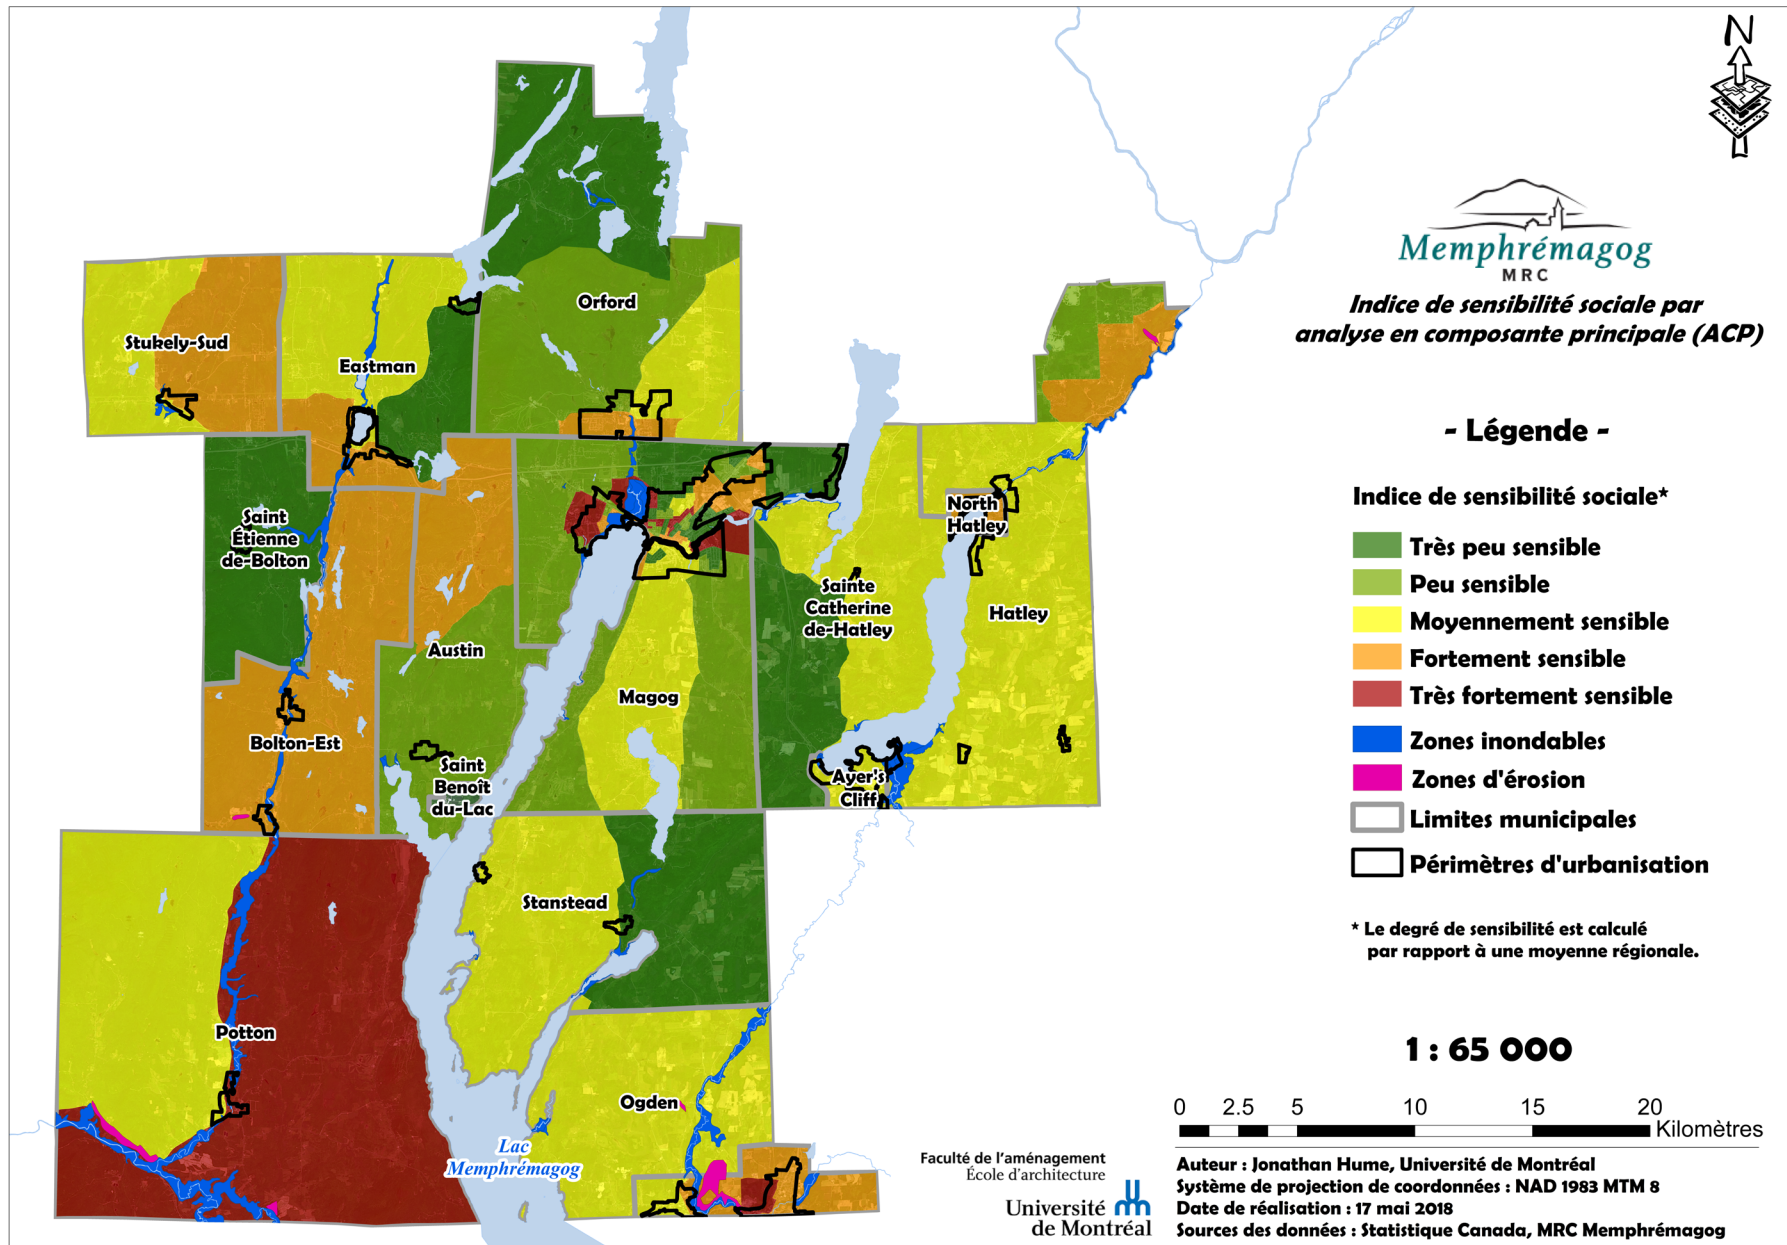 N
Memphrémagog
MRC
Indice de sensibilité sociale par
analyse en composante principale (ACP)
- Légende -
Indice de sensibilité sociale*
Très peu sensible
Peu sensible
Moyennement sensible
Fortement sensible
Très fortement sensible
Zones inondables
Zones d'érosion
Limites municipales
Périmètres d'urbanisation
* Le degré de sensibilité est calculé
par rapport à une moyenne régionale.
1 : 65 000
0 2.5 5 10 15 20
Kilomètres
Auteur : Jonathan Hume, Université de Montréal
Système de projection de coordonnées : NAD 1983 MTM 8
Date de réalisation : 17 mai 2018
Sources des données : Statistique Canada, MRC Memphrémagog
Faculté de l'aménagement
École d'architecture
Université
de Montréal
Orford
Stukely-Sud
Eastman
Saint
Étienne
de-Bolton
North
Hatley
Sainte
Catherine
de-Hatley
Hatley
Austin
Magog
Bolton-Est
Saint
Benoît
du-Lac
Ayer's
Cliff
Stanstead
Potton
Ogden
Lac
Memphrémagog